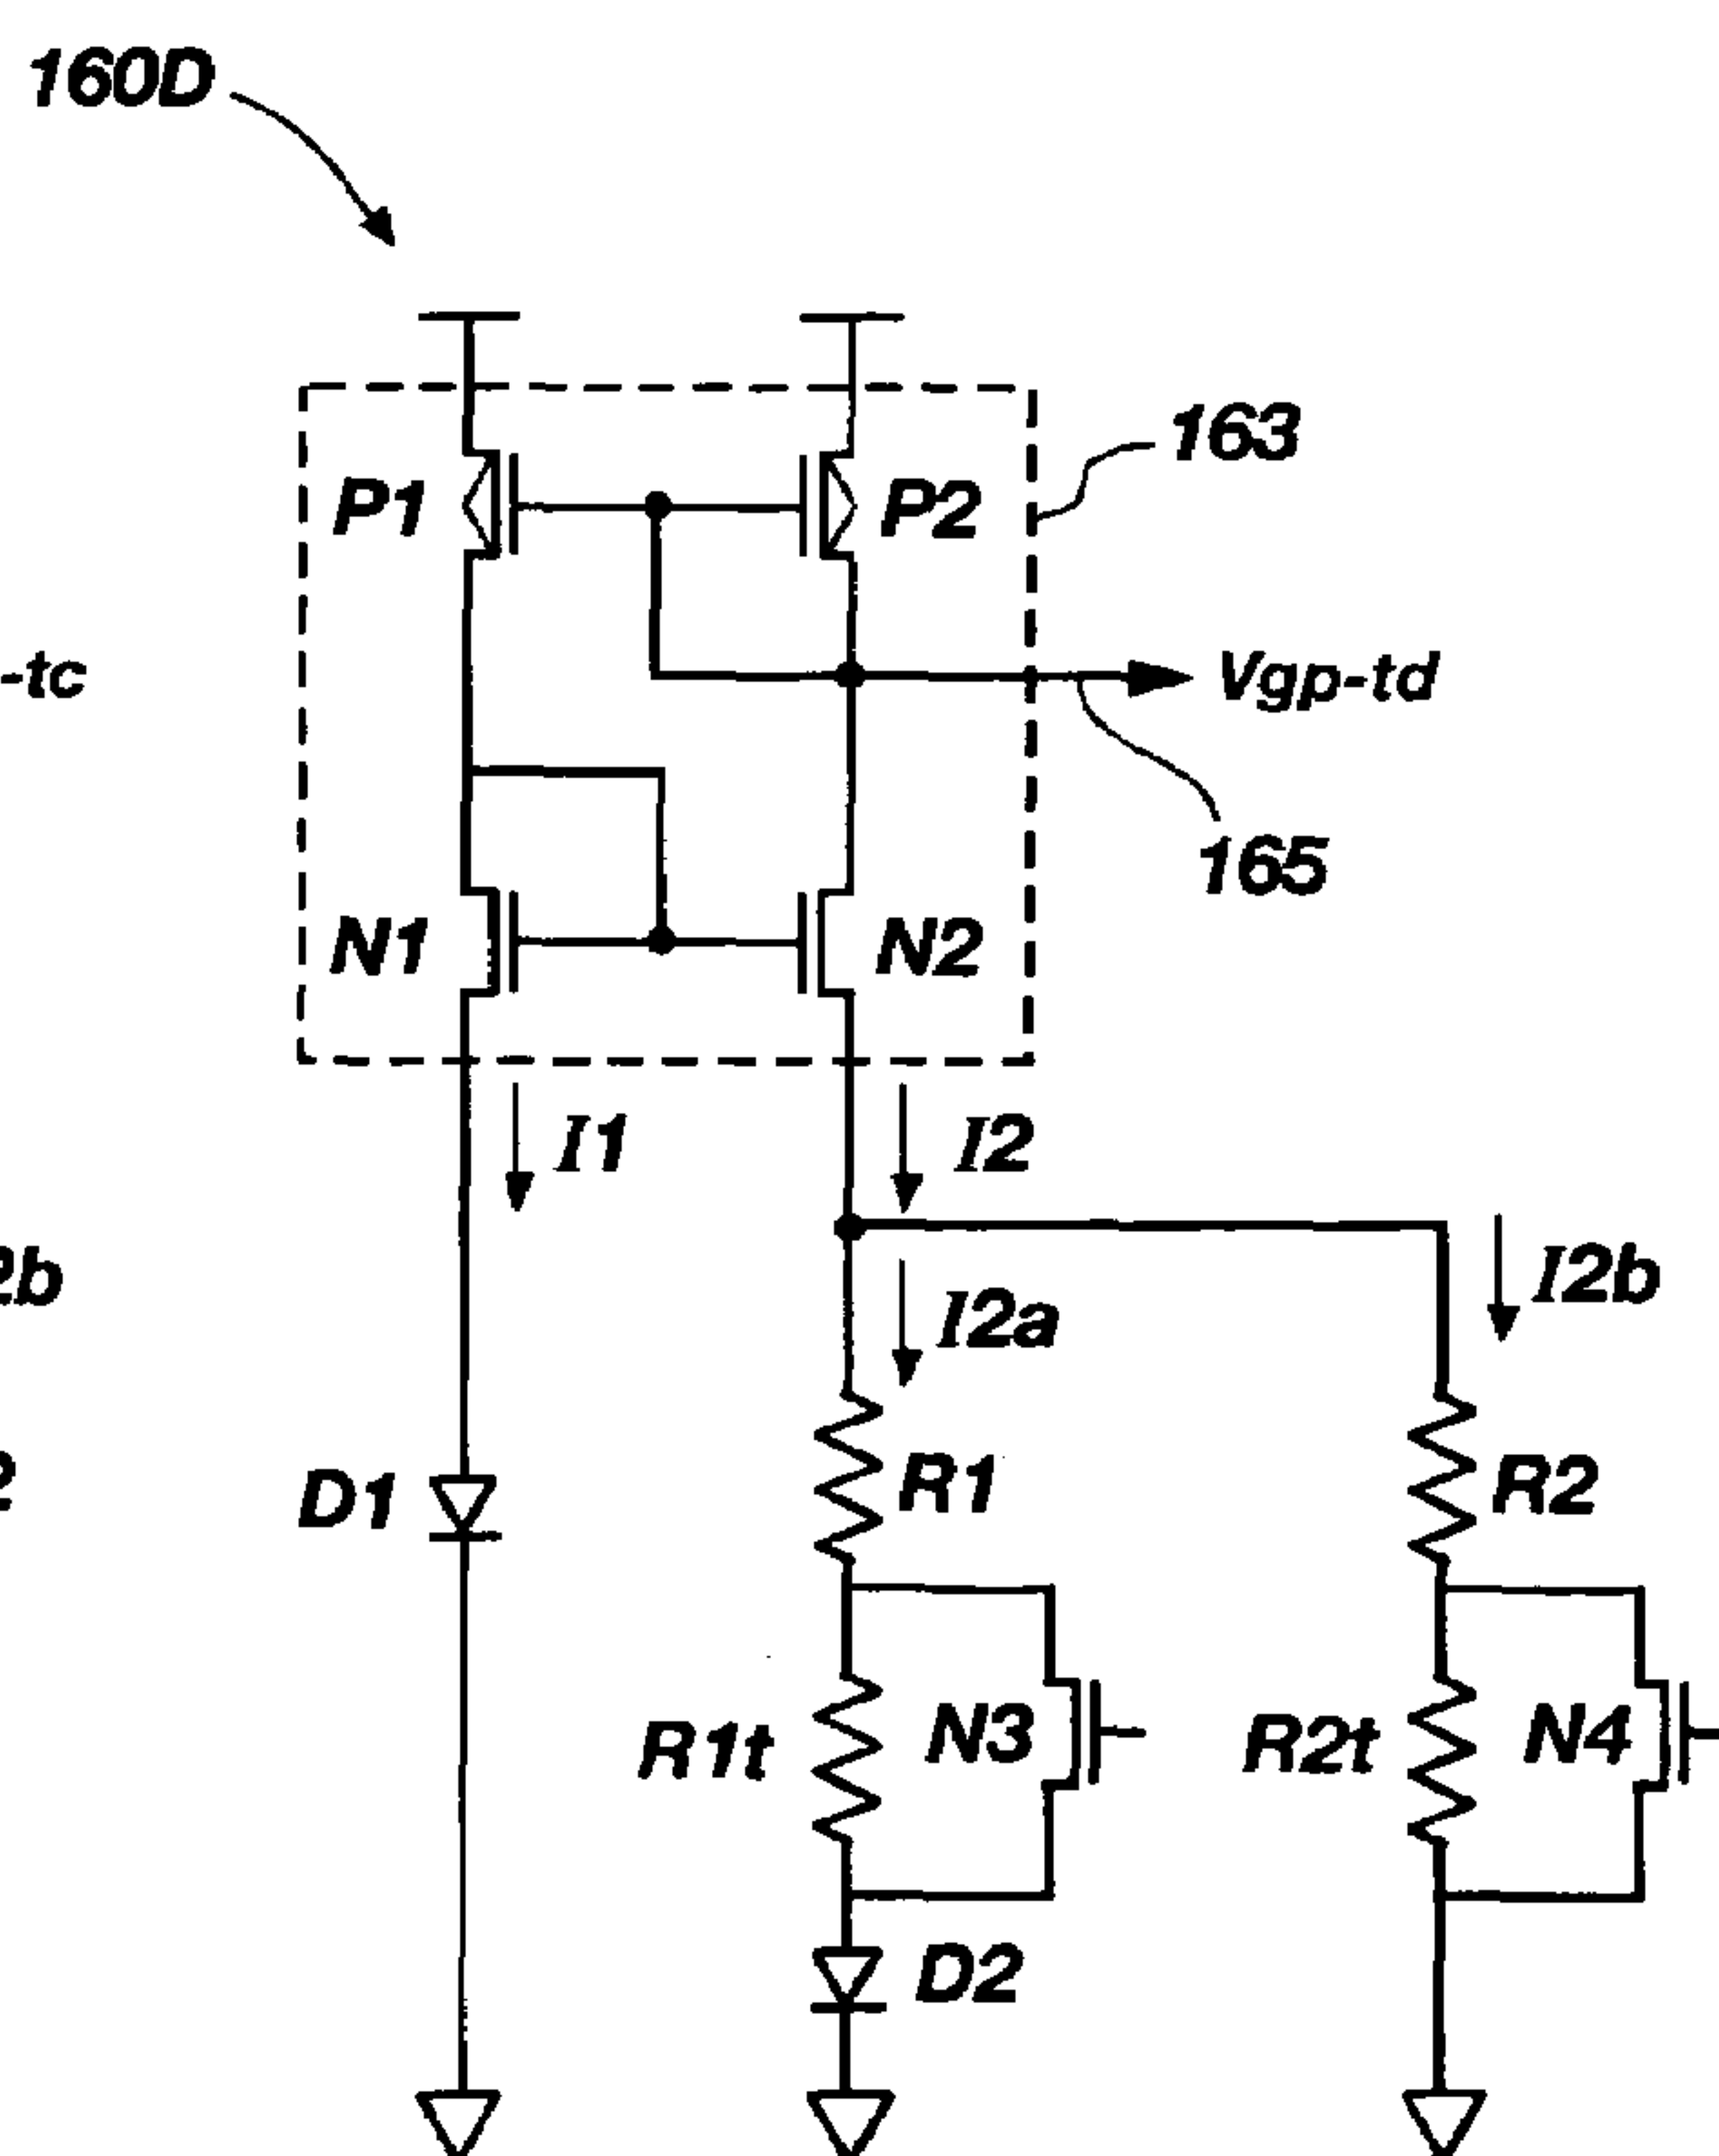 160D
163
P1
P2
-tc
Vgp-td
165
N1
N2
I1
I2
2b
I2a
I2b
D1
R1
R2
R1t
N3
R2t
N4
D2